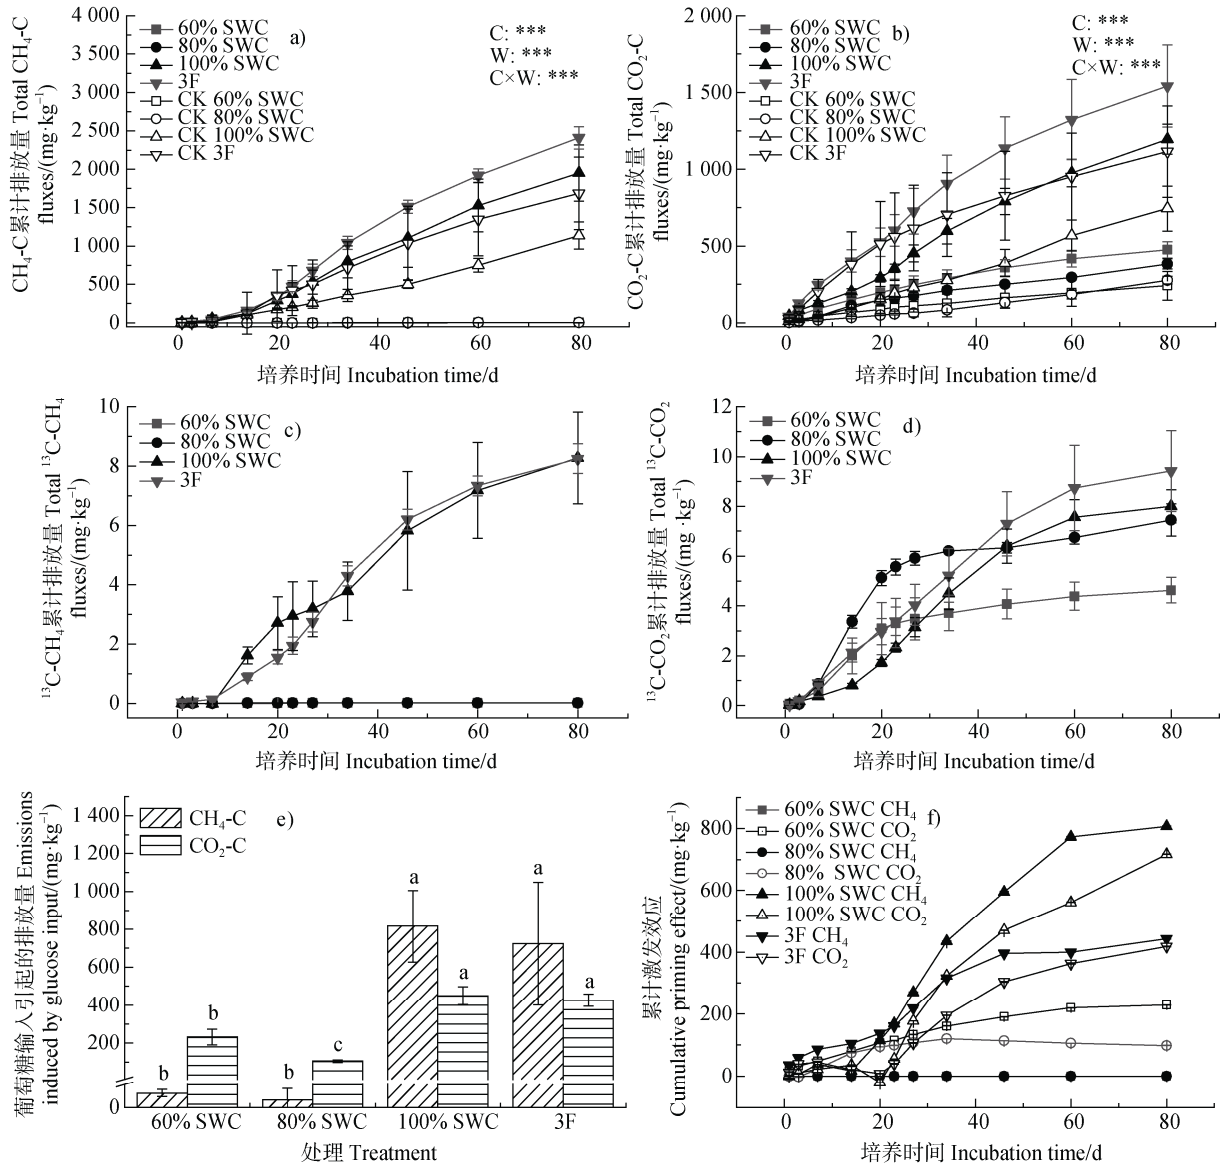 CH₄-C累计排放量 Total CH₄-C
fluxes/(mg·kg⁻¹)
4 000
3 500
3 000
2 500
2 000
1 500
1 000
500
0
60% SWC
80% SWC
100% SWC
3F
CK 60% SWC
CK 80% SWC
CK 100% SWC
CK 3F
a)
C: ***
W: ***
C×W: ***
0 20 40 60 80
培养时间 Incubation time/d
CO₂-C累计排放量 Total CO₂-C
fluxes/(mg·kg⁻¹)
2 000
1 500
1 000
500
0
60% SWC
80% SWC
100% SWC
3F
CK 60% SWC
CK 80% SWC
CK 100% SWC
CK 3F
b)
C: ***
W: ***
C×W: ***
0 20 40 60 80
培养时间 Incubation time/d
¹³C-CH₄累计排放量 Total ¹³C-CH₄
fluxes/(mg·kg⁻¹)
10
8
6
4
2
0
60% SWC
80% SWC
100% SWC
3F
c)
0 20 40 60 80
培养时间 Incubation time/d
¹³C-CO₂累计排放量 Total ¹³C-CO₂
fluxes/(mg ·kg⁻¹)
12
10
8
6
4
2
0
60% SWC
80% SWC
100% SWC
3F
d)
0 20 40 60 80
培养时间 Incubation time/d
葡萄糖输入引起的排放量 Emissions
induced by glucose input/(mg·kg⁻¹)
1 400
1 200
1 000
800
600
400
200
0
CH₄-C
CO₂-C
e)
b b b c a a a a
60% SWC 80% SWC 100% SWC 3F
处理 Treatment
累计激发效应
Cumulative priming effect/(mg·kg⁻¹)
800
600
400
200
0
60% SWC CH₄
60% SWC CO₂
80% SWC CH₄
80% SWC CO₂
100% SWC CH₄
100% SWC CO₂
3F CH₄
3F CO₂
f)
0 20 40 60 80
培养时间 Incubation time/d